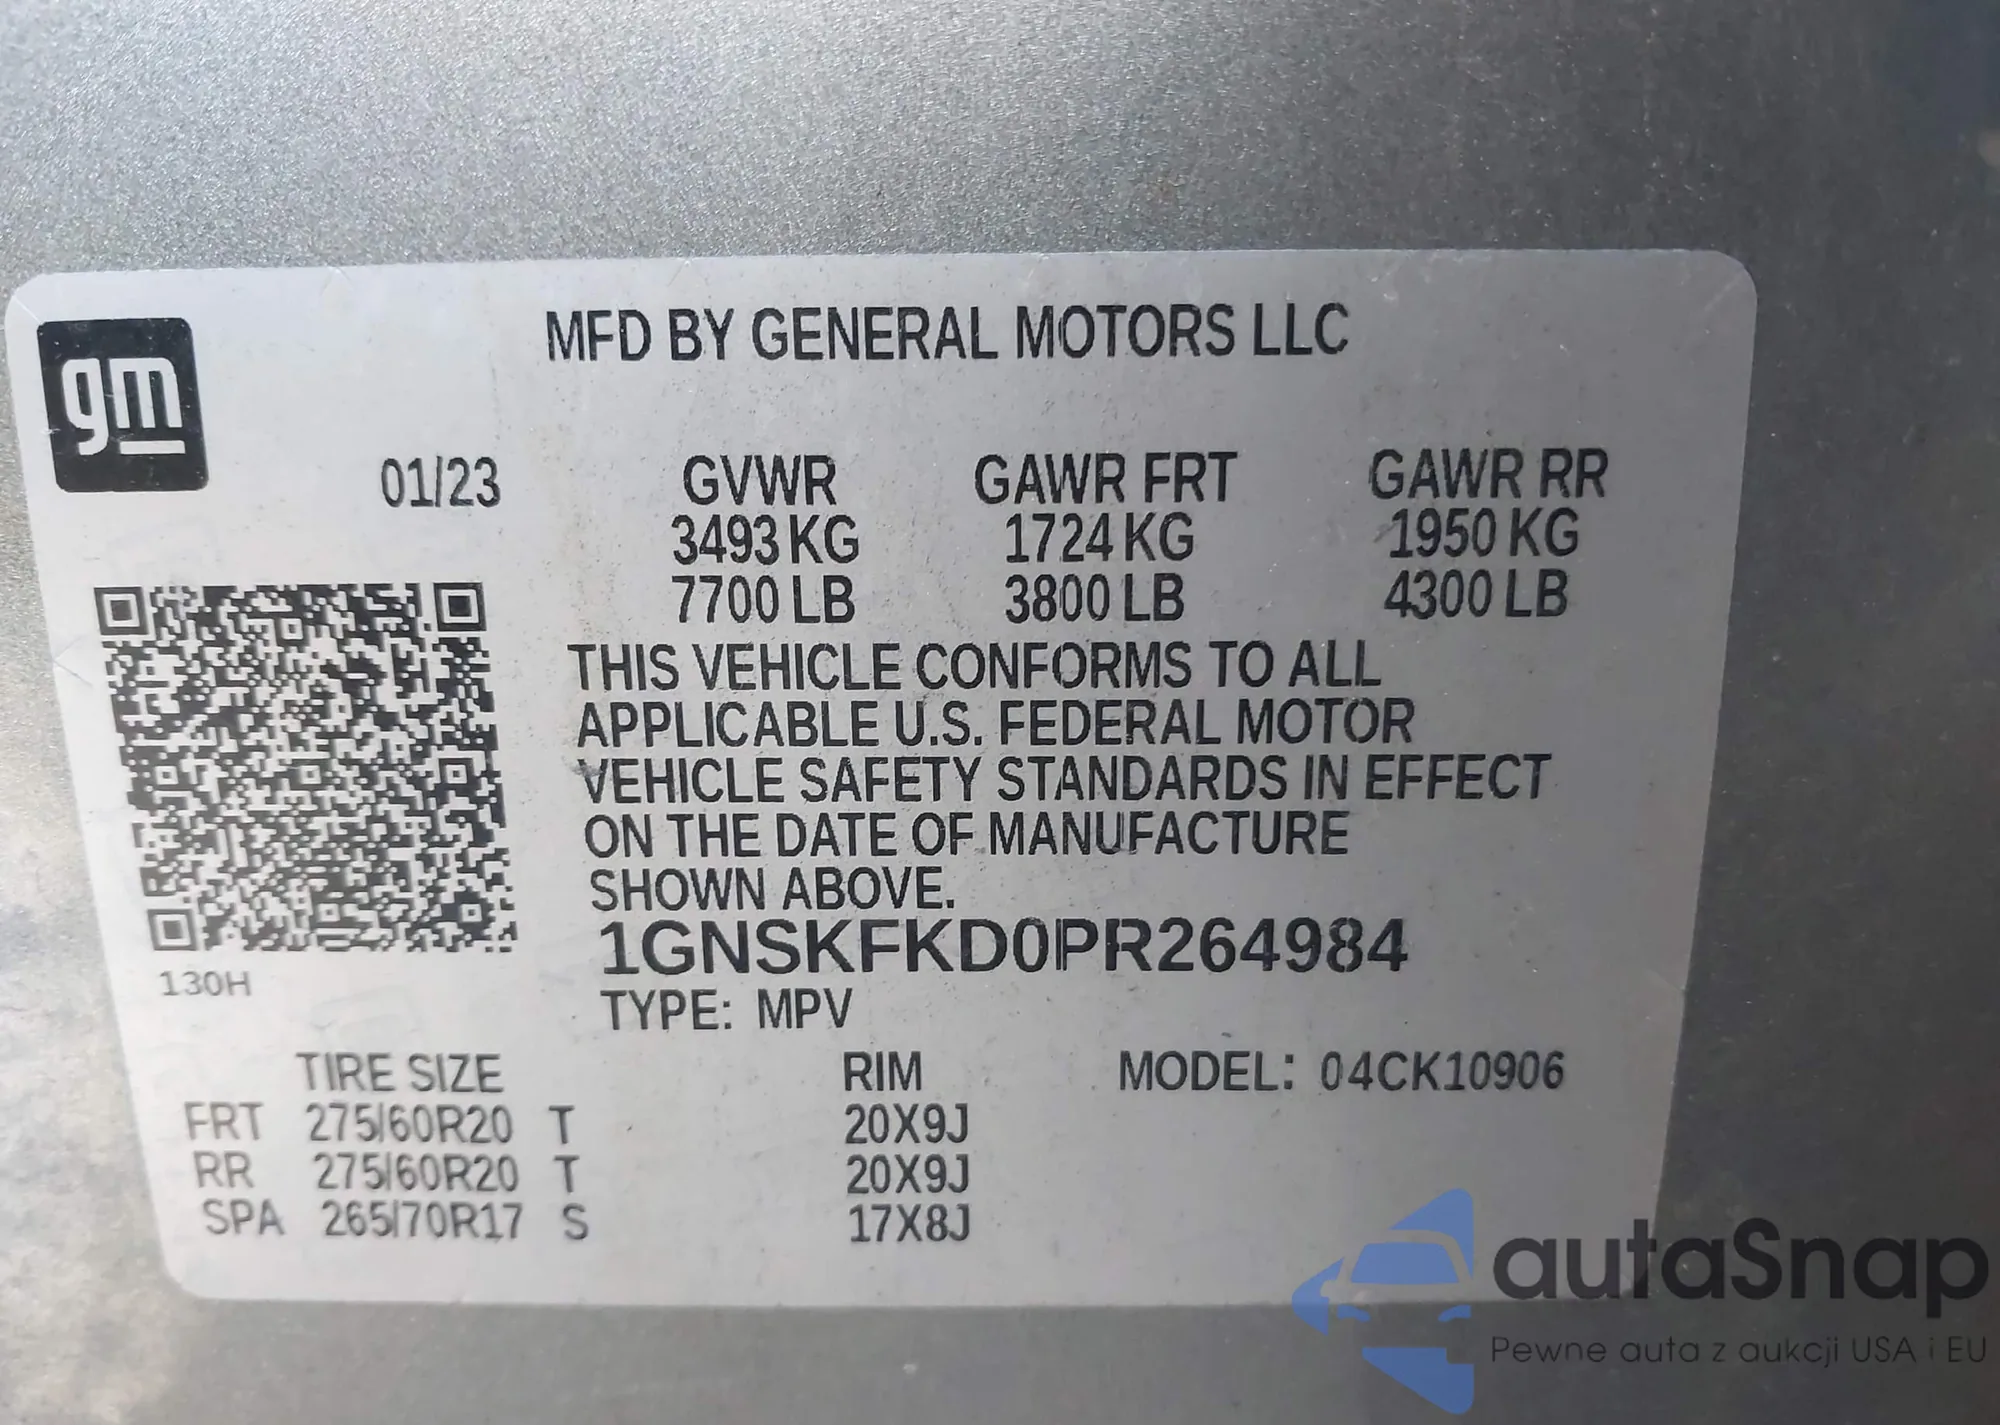 gm
MFD BY GENERAL MOTORS LLC
01/23 GVWR GAWR FRT GAWR RR
3493 KG 1724 KG 1950 KG
7700 LB 3800 LB 4300 LB
THIS VEHICLE CONFORMS TO ALL
APPLICABLE U.S. FEDERAL MOTOR
VEHICLE SAFETY STANDARDS IN EFFECT
ON THE DATE OF MANUFACTURE
SHOWN ABOVE.
130H
1GNSKFKD0PR264984
TYPE: MPV
TIRE SIZE RIM MODEL: 04CK10906
FRT 275/60R20 T 20X9J
RR 275/60R20 T 20X9J
SPA 265/70R17 S 17X8J
autaSnap
Pewne auta z aukcji USA i EU